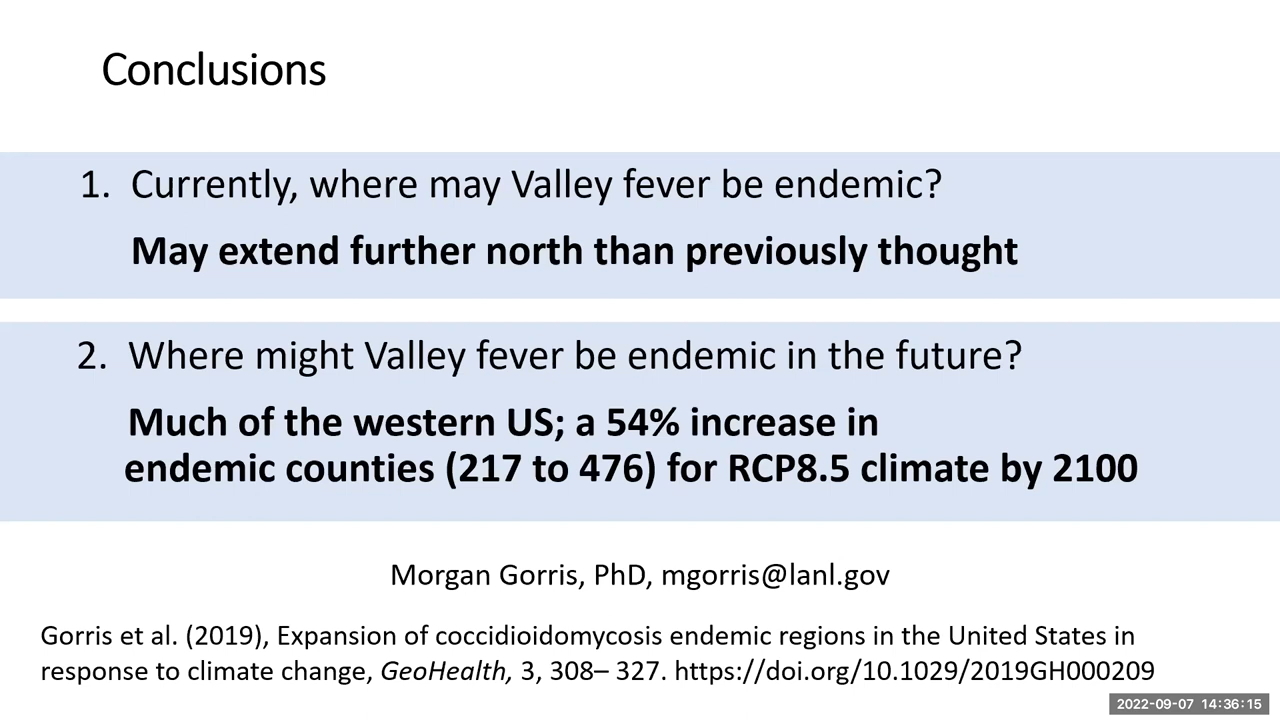 Conclusions
1. Currently, where may Valley fever be endemic?
May extend further north than previously thought
2. Where might Valley fever be endemic in the future?
Much of the western US; a 54% increase in
endemic counties (217 to 476) for RCP8.5 climate by 2100
Morgan Gorris, PhD, mgorris@lanl.gov
Gorris et al. (2019), Expansion of coccidioidomycosis endemic regions in the United States in
response to climate change, GeoHealth, 3, 308– 327. https://doi.org/10.1029/2019GH000209
2022-09-07 14:36:15